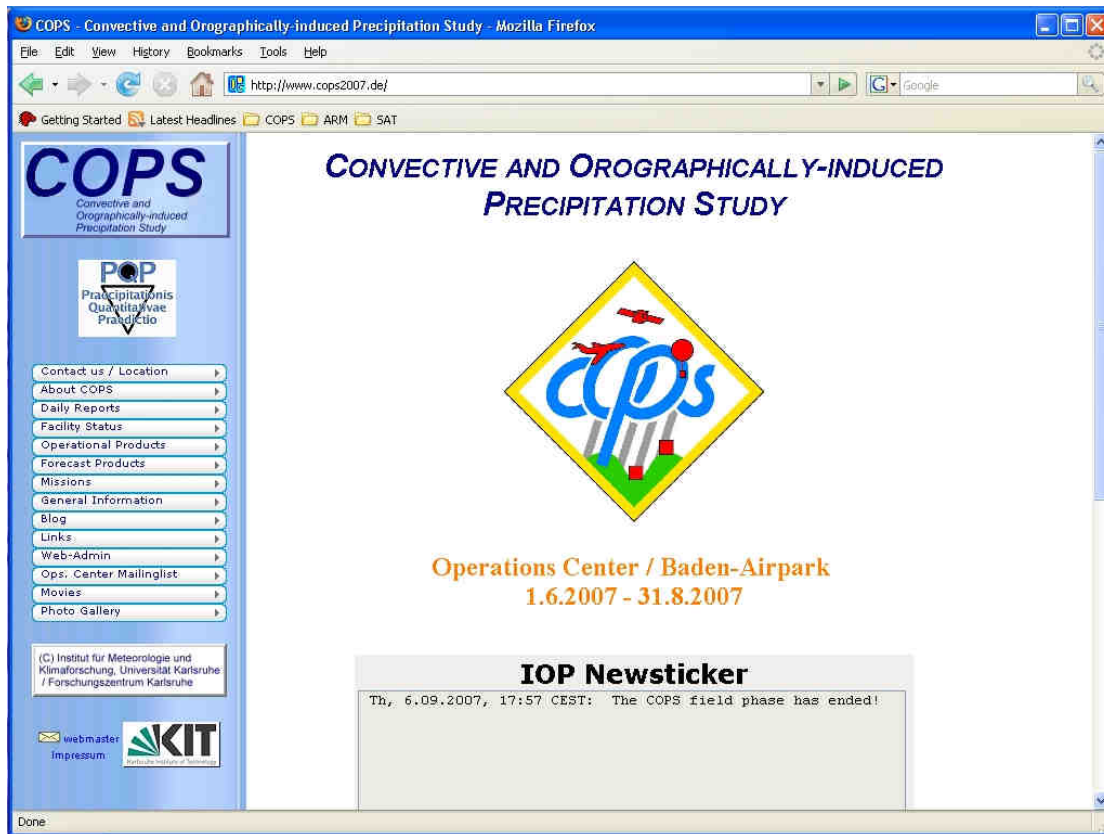 COPS - Convective and Orographically-induced Precipitation Study - Mozilla Firefox
File Edit View History Bookmarks Tools Help
http://www.cops2007.de/
G Google
Getting Started Latest Headlines COPS ARM SAT
COPS
Convective and
Orographically-induced
Precipitation Study
PQP
Praecipitationis
Quantitativae
Praedictio
Contact us / Location
About COPS
Daily Reports
Facility Status
Operational Products
Forecast Products
Missions
General Information
Blog
Links
Web-Admin
Ops. Center Mailinglist
Movies
Photo Gallery
(C) Institut für Meteorologie und
Klimaforschung, Universität Karlsruhe
/ Forschungszentrum Karlsruhe
webmaster
Impressum
KIT
Karlsruhe Institute of Technology
CONVECTIVE AND OROGRAPHICALLY-INDUCED
PRECIPITATION STUDY
cops
Operations Center / Baden-Airpark
1.6.2007 - 31.8.2007
IOP Newsticker
Th, 6.09.2007, 17:57 CEST: The COPS field phase has ended!
Done